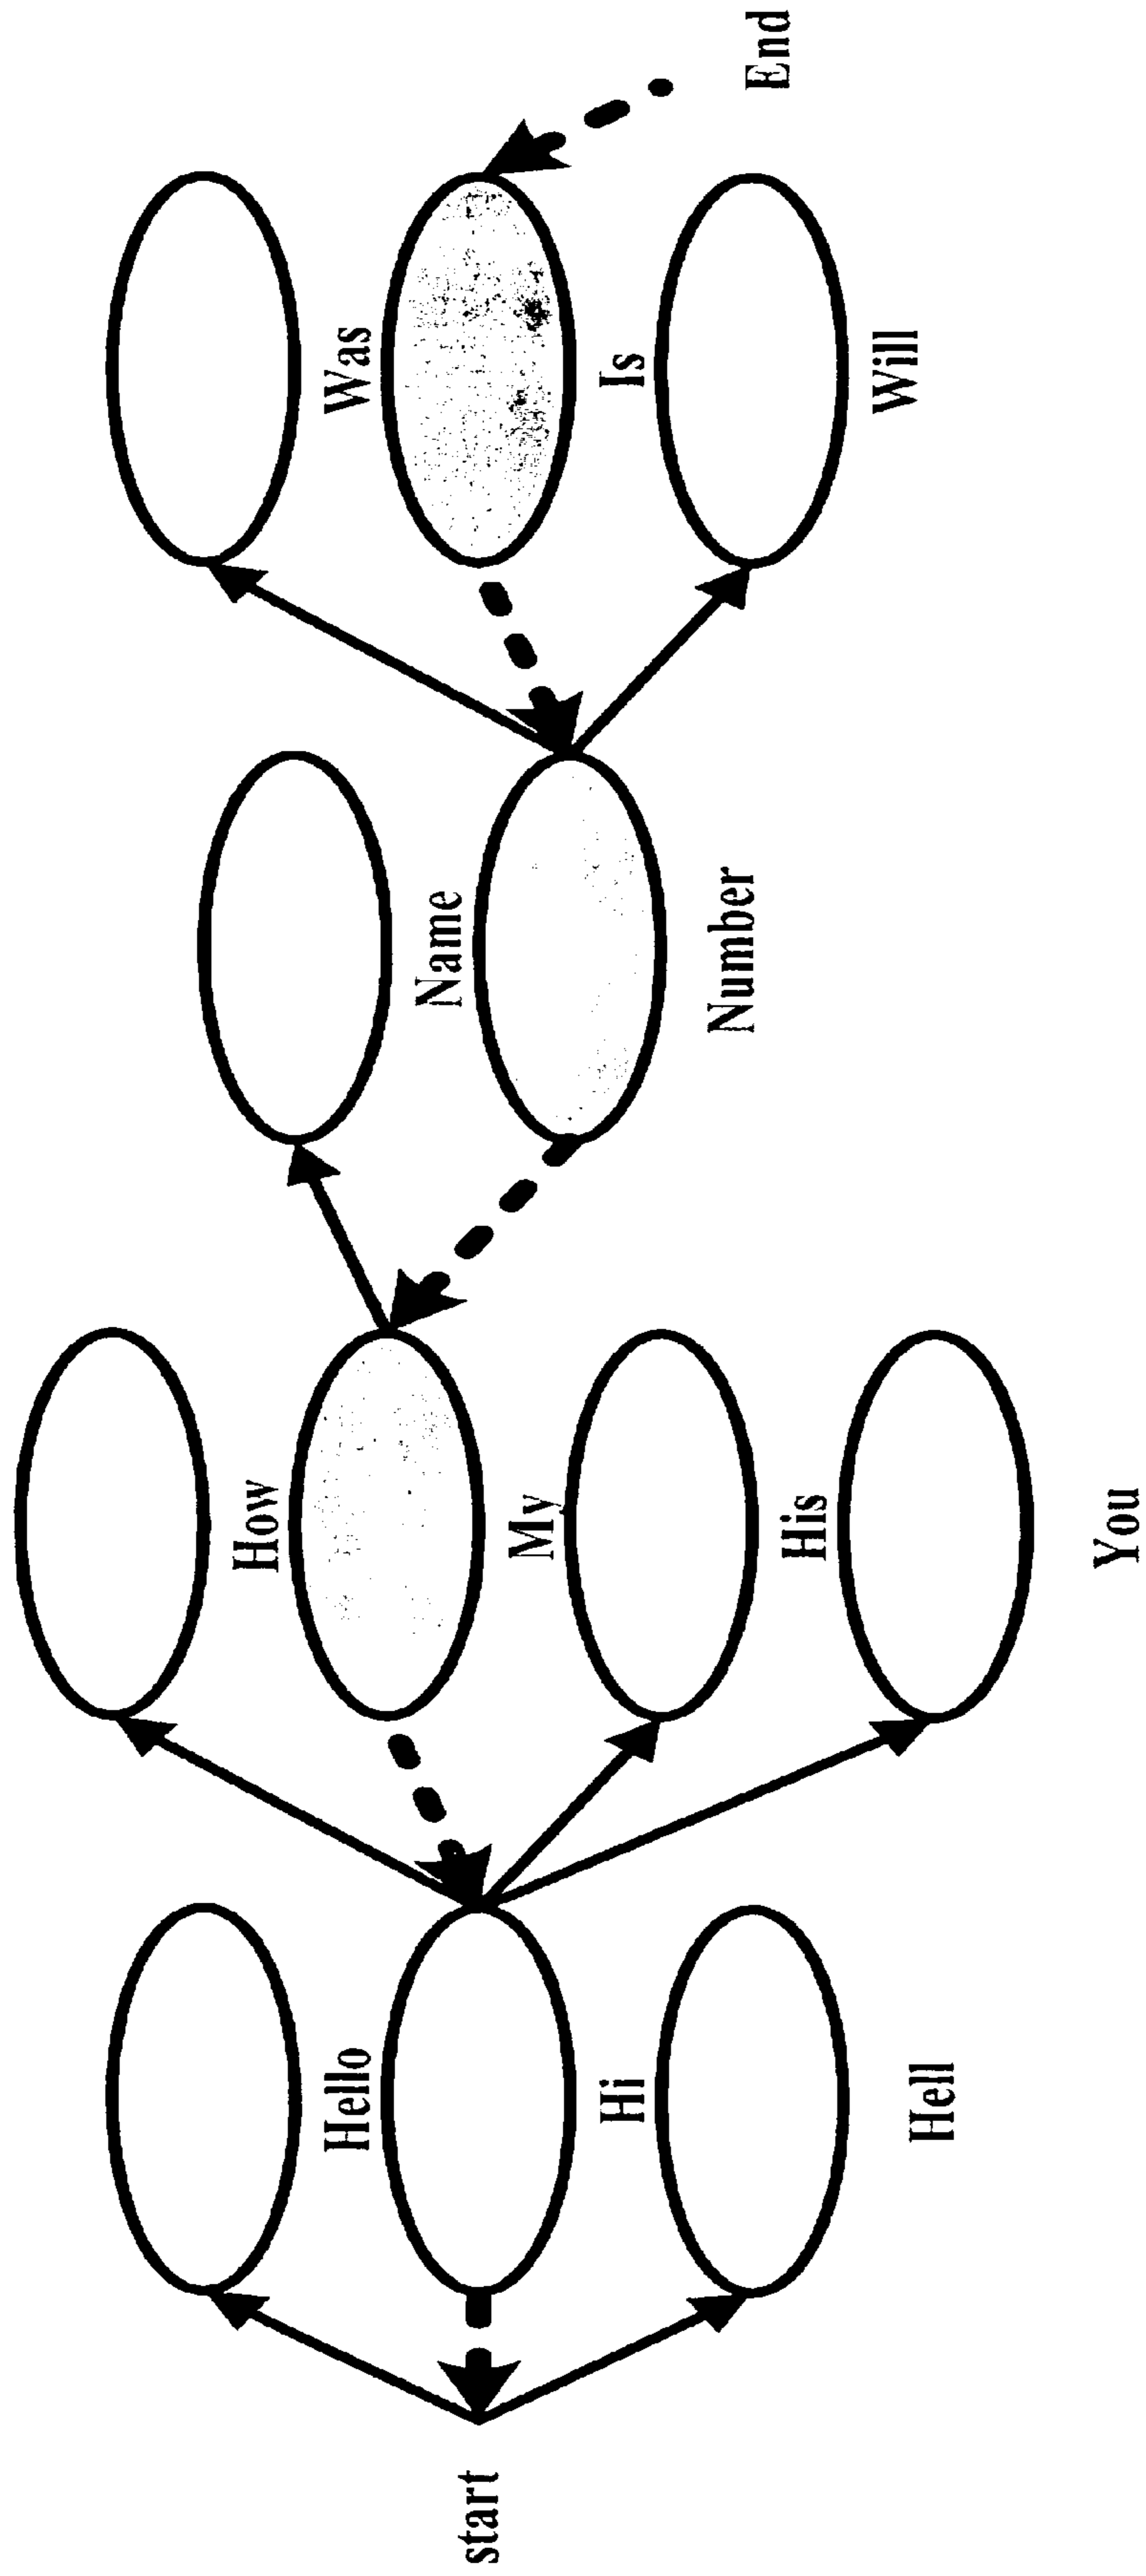 start
Hello
Hi
Hell
How
My
His
You
Name
Number
Was
Is
Will
End